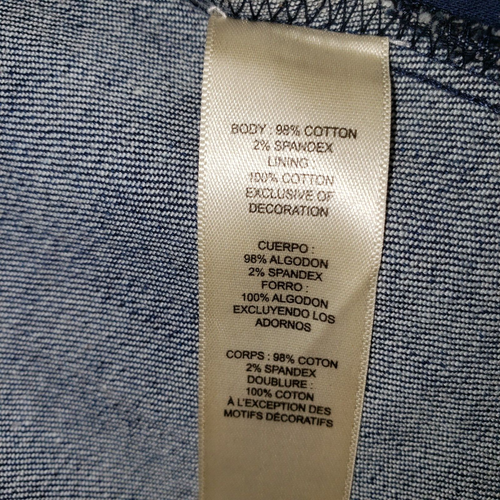 BODY : 98% COTTON
2% SPANDEX
LINING
100% COTTON
EXCLUSIVE OF
DECORATION
CUERPO :
98% ALGODON
2% SPANDEX
FORRO :
100% ALGODON
EXCLUYENDO LOS
ADORNOS
CORPS : 98% COTON
2% SPANDEX
DOUBLURE :
100% COTON
À L'EXCEPTION DES
MOTIFS DÉCORATIFS